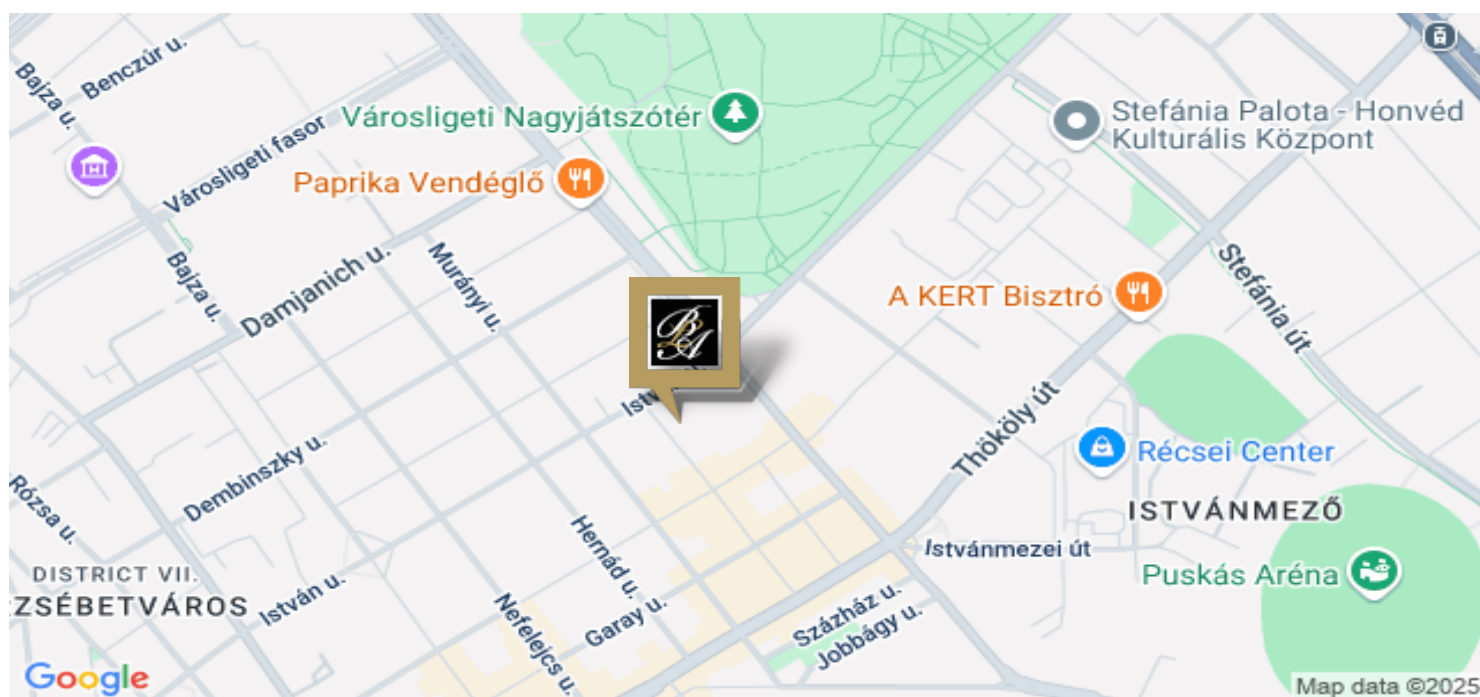 Benczúr u.
Bajza u.
Városligeti fasor
Városligeti Nagyjátszótér
Stefánia Palota - Honvéd
Kulturális Központ
Paprika Vendéglő
Bajza u.
Damjanich u.
Murányi u.
A KERT Bisztró
Stefánia út
Thököly út
Récsei Center
Dembinszky u.
Rózsa u.
ISTVÁNMEZŐ
Hernád u.
Istvánmezei út
DISTRICT VII.
ZSÉBETVÁROS
István u.
Puskás Aréna
Nefelejcs u.
Garay u.
Százház u.
Jobbágy u.
Google
Map data ©2025